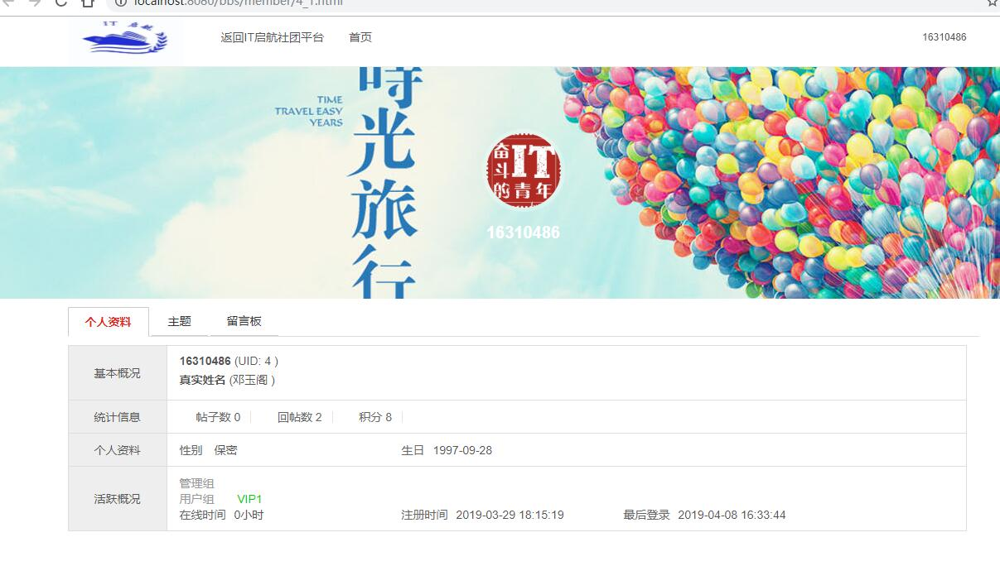 localhost:8080/bbs/member/4_1.html
IT 启航
返回IT启航社团平台 首页 16310486
TIME
TRAVEL EASY
YEARS
時光旅行
奋斗
IT
的青年
16310486
个人资料 主题 留言板
基本概况
16310486 (UID: 4 )
真实姓名 (邓玉阁 )
统计信息 帖子数 0 回帖数 2 积分 8
个人资料 性别 保密 生日 1997-09-28
活跃概况
管理组
用户组 VIP1
在线时间 0小时 注册时间 2019-03-29 18:15:19 最后登录 2019-04-08 16:33:44